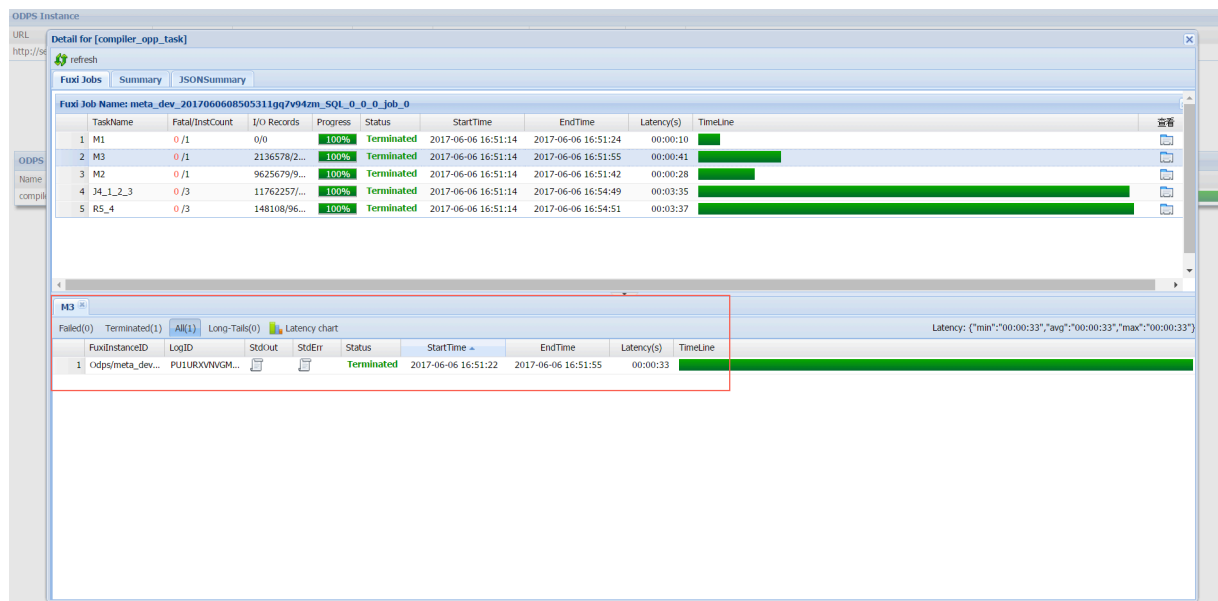 ODPS Instance
URL
http://se
Detail for [compiler_opp_task]
refresh
Fuxi Jobs Summary JSONSummary
Fuxi Job Name: meta_dev_2017060608505311gq7v94zm_SQL_0_0_0_job_0
TaskName Fatal/InstCount I/O Records Progress Status StartTime EndTime Latency(s) TimeLine 查看
1 M1 0 /1 0/0 100% Terminated 2017-06-06 16:51:14 2017-06-06 16:51:24 00:00:10
2 M3 0 /1 2136578/2... 100% Terminated 2017-06-06 16:51:14 2017-06-06 16:51:55 00:00:41
3 M2 0 /1 9625679/9... 100% Terminated 2017-06-06 16:51:14 2017-06-06 16:51:42 00:00:28
4 J4_1_2_3 0 /3 11762257/... 100% Terminated 2017-06-06 16:51:14 2017-06-06 16:54:49 00:03:35
5 R5_4 0 /3 148108/96... 100% Terminated 2017-06-06 16:51:14 2017-06-06 16:54:51 00:03:37
ODPS
Name
compile
M3
Failed(0) Terminated(1) All(1) Long-Tails(0) Latency chart Latency: {"min":"00:00:33","avg":"00:00:33","max":"00:00:33"}
FuxiInstanceID LogID StdOut StdErr Status StartTime EndTime Latency(s) TimeLine
1 Odps/meta_dev... PU1URXVNVGM... Terminated 2017-06-06 16:51:22 2017-06-06 16:51:55 00:00:33